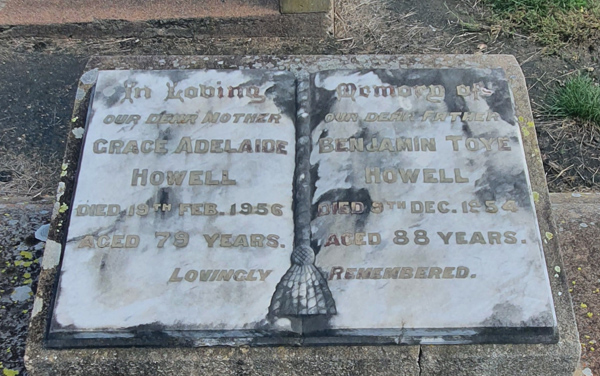 In Loving
OUR DEAR MOTHER
GRACE ADELAIDE
HOWELL
DIED 19TH FEB. 1956
AGED 79 YEARS.
LOVINGLY
Memory of
OUR DEAR FATHER
BENJAMIN TOYE
HOWELL
DIED 9TH DEC. 1954
AGED 88 YEARS.
REMEMBERED.